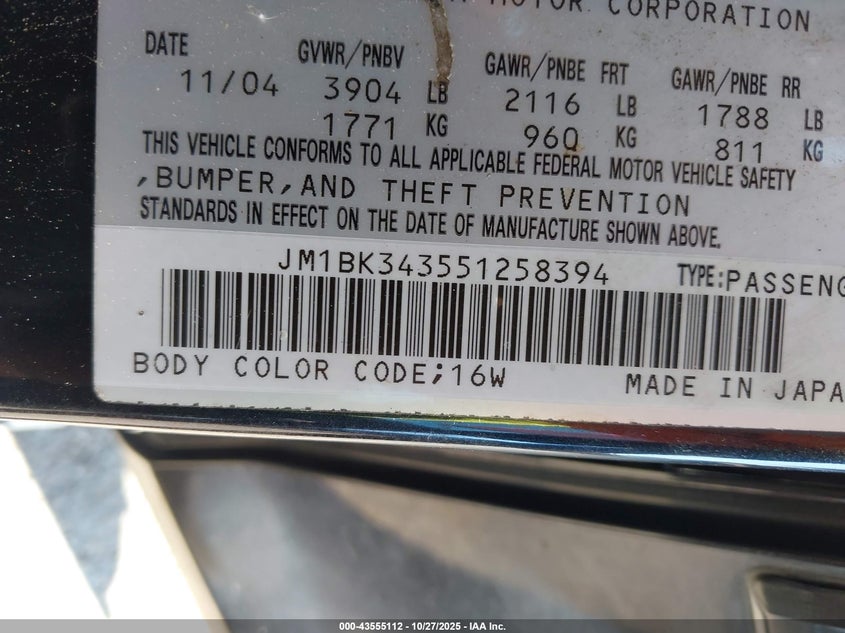 MOTOR CORPORATION
DATE GVWR/PNBV GAWR/PNBE FRT GAWR/PNBE RR
11/04 3904 LB 2116 LB 1788 LB
1771 KG 960 KG 811 KG
THIS VEHICLE CONFORMS TO ALL APPLICABLE FEDERAL MOTOR VEHICLE SAFETY
,BUMPER,AND THEFT PREVENTION
STANDARDS IN EFFECT ON THE DATE OF MANUFACTURE SHOWN ABOVE.
JM1BK343551258394 TYPE:PASSENG
BODY COLOR CODE;16W MADE IN JAPA
000-43555112 - 10/27/2025 - IAA Inc.